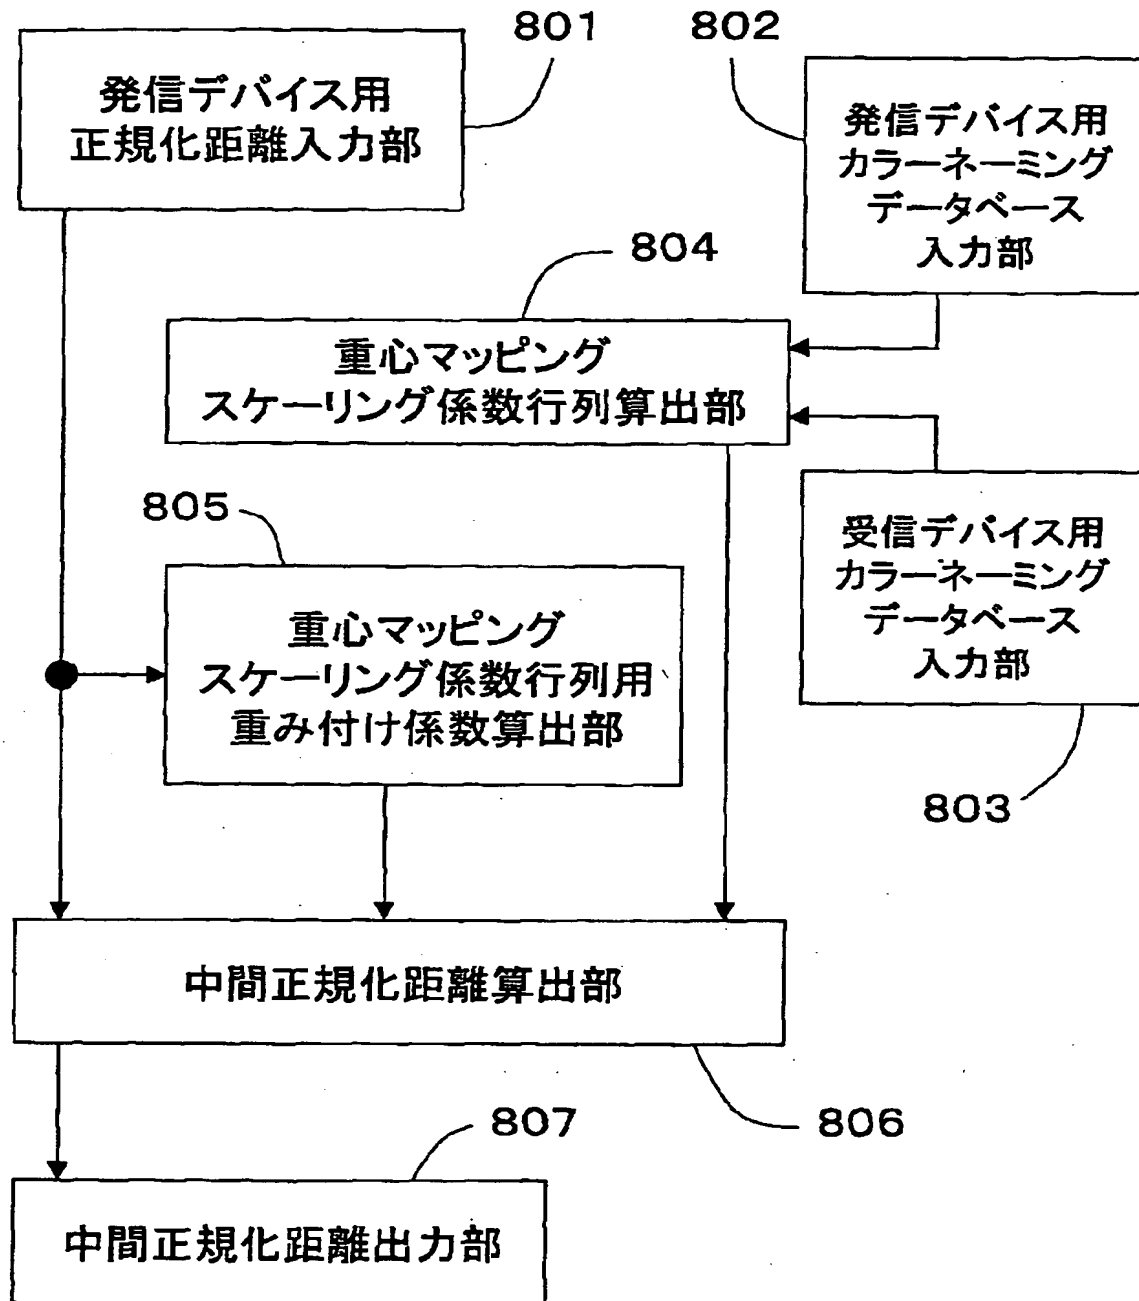 801
802
発信デバイス用
正規化距離入力部
発信デバイス用
カラーネーミング
データベース
入力部
804
重心マッピング
スケーリング係数行列算出部
805
重心マッピング
スケーリング係数行列用
重み付け係数算出部
受信デバイス用
カラーネーミング
データベース
入力部
803
中間正規化距離算出部
806
807
中間正規化距離出力部